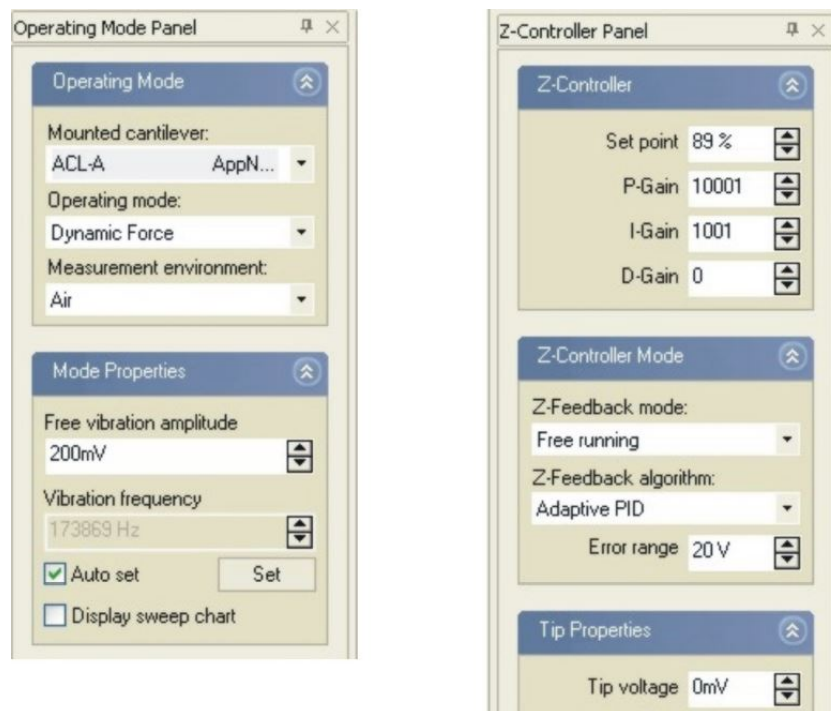 Operating Mode Panel
Operating Mode
Mounted cantilever:
ACL-A AppN...
Operating mode:
Dynamic Force
Measurement environment:
Air
Mode Properties
Free vibration amplitude
200mV
Vibration frequency
173869 Hz
Auto set Set
Display sweep chart
Z-Controller Panel
Z-Controller
Set point 89 %
P-Gain 10001
I-Gain 1001
D-Gain 0
Z-Controller Mode
Z-Feedback mode:
Free running
Z-Feedback algorithm:
Adaptive PID
Error range 20 V
Tip Properties
Tip voltage 0mV